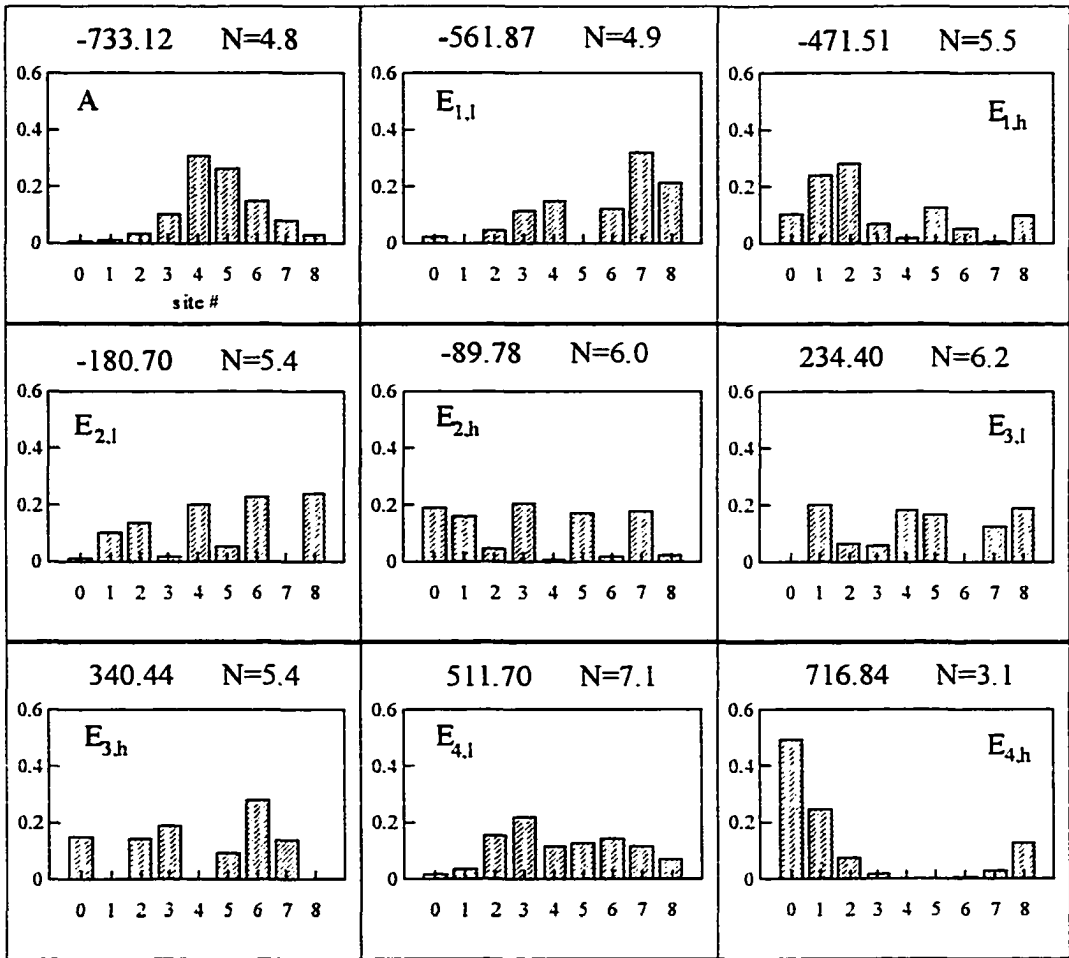 -733.12 N=4.8
0.6
0.4
0.2
0
A
0 1 2 3 4 5 6 7 8
site #
-561.87 N=4.9
0.6
0.4
0.2
0
E1,l
0 1 2 3 4 5 6 7 8
-471.51 N=5.5
0.6
0.4
0.2
0
E1,h
0 1 2 3 4 5 6 7 8
-180.70 N=5.4
0.6
0.4
0.2
0
E2,l
0 1 2 3 4 5 6 7 8
-89.78 N=6.0
0.6
0.4
0.2
0
E2,h
0 1 2 3 4 5 6 7 8
234.40 N=6.2
0.6
0.4
0.2
0
E3,l
0 1 2 3 4 5 6 7 8
340.44 N=5.4
0.6
0.4
0.2
0
E3,h
0 1 2 3 4 5 6 7 8
511.70 N=7.1
0.6
0.4
0.2
0
E4,l
0 1 2 3 4 5 6 7 8
716.84 N=3.1
0.6
0.4
0.2
0
E4,h
0 1 2 3 4 5 6 7 8